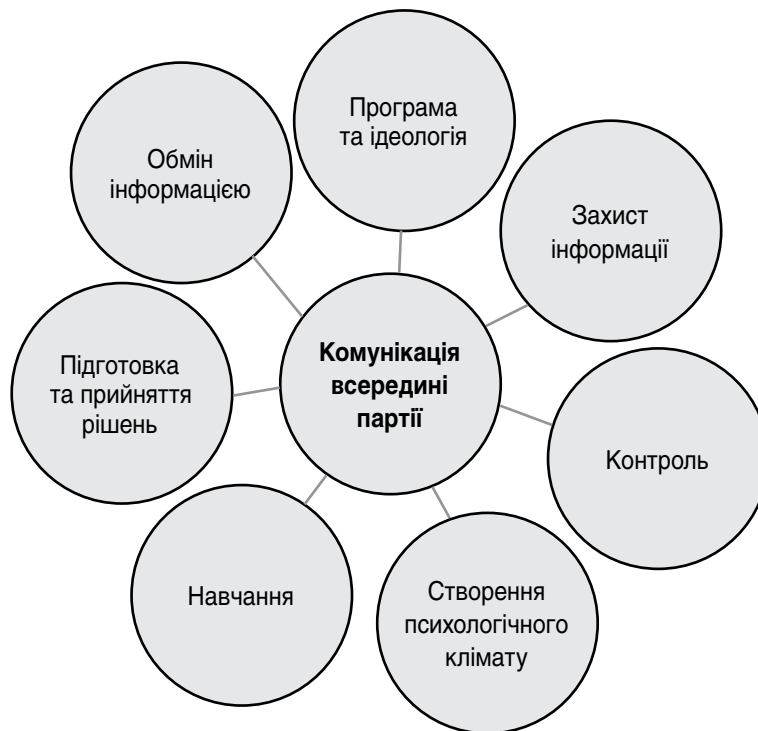 Програма
та ідеологія
Обмін
інформацією
Захист
інформації
Комунікація
всередині
партії
Підготовка
та прийняття
рішень
Контроль
Навчання
Створення
психологічного
клімату